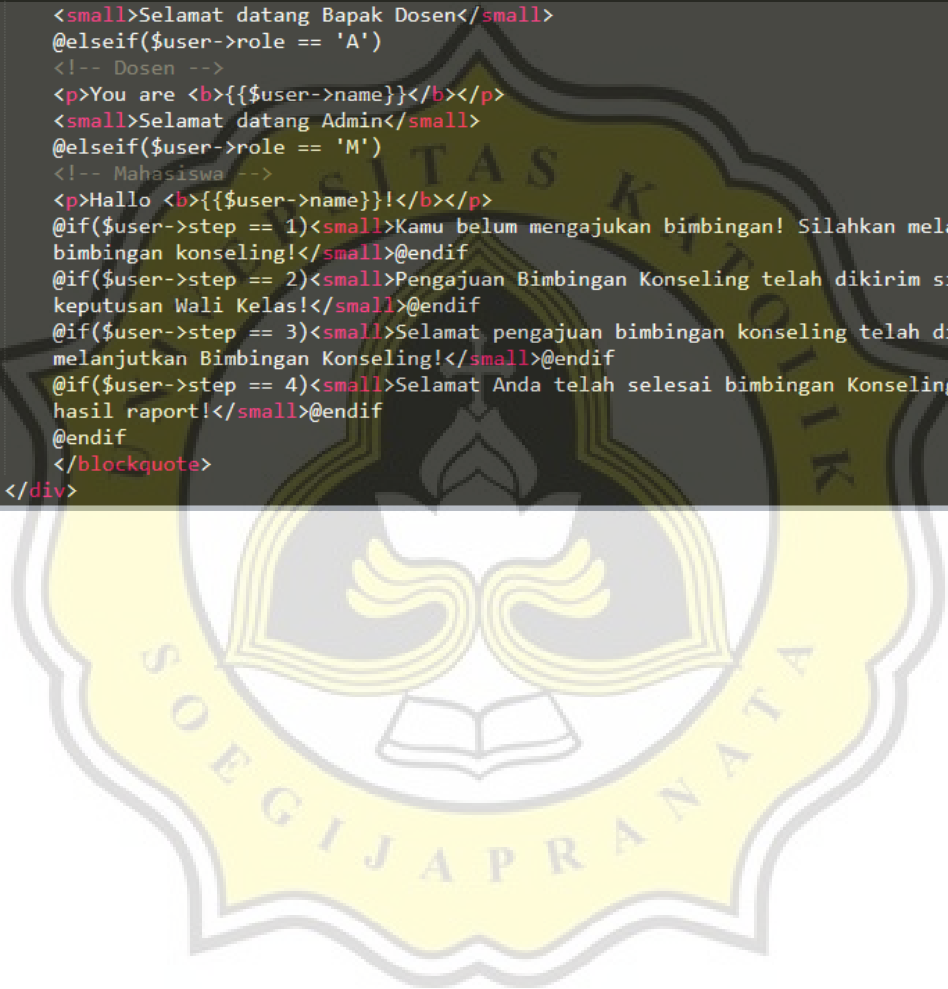 <small>Selamat datang Bapak Dosen</small>
@elseif($user->role == 'A')
<!-- Dosen -->
<p>You are <b>{{$user->name}}</b></p>
<small>Selamat datang Admin</small>
@elseif($user->role == 'M')
<!-- Mahasiswa -->
<p>Hallo <b>{{$user->name}}!</b></p>
@if($user->step == 1)<small>Kamu belum mengajukan bimbingan! Silahkan
bimbingan konseling!</small>@endif
@if($user->step == 2)<small>Pengajuan Bimbingan Konseling telah dikirim
keputusan Wali Kelas!</small>@endif
@if($user->step == 3)<small>Selamat pengajuan bimbingan konseling telah
melanjutkan Bimbingan Konseling!</small>@endif
@if($user->step == 4)<small>Selamat Anda telah selesai bimbingan Konseling
hasil raport!</small>@endif
@endif
</blockquote>
</div>
UNIVERSITAS KATOLIK
SOEGIJAPRANATA